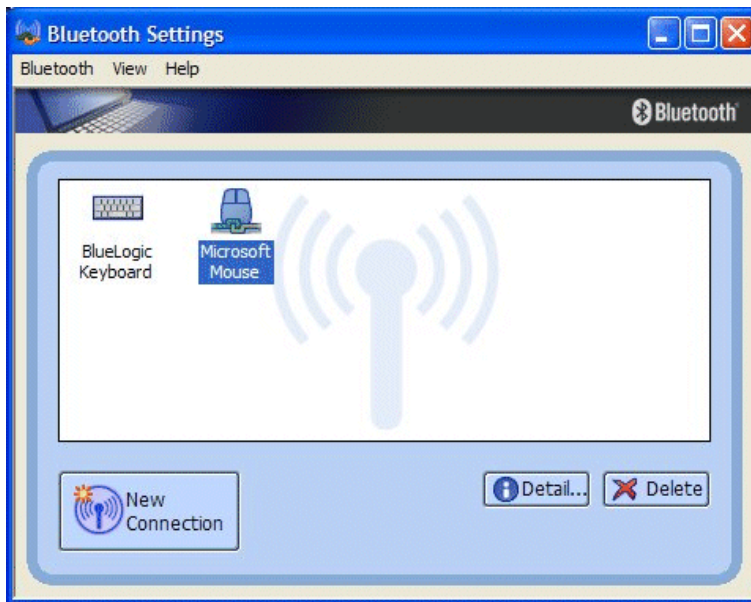 Bluetooth Settings
Bluetooth View Help
Bluetooth
BlueLogic
Keyboard
Microsoft
Mouse
New
Connection
Detail...
Delete